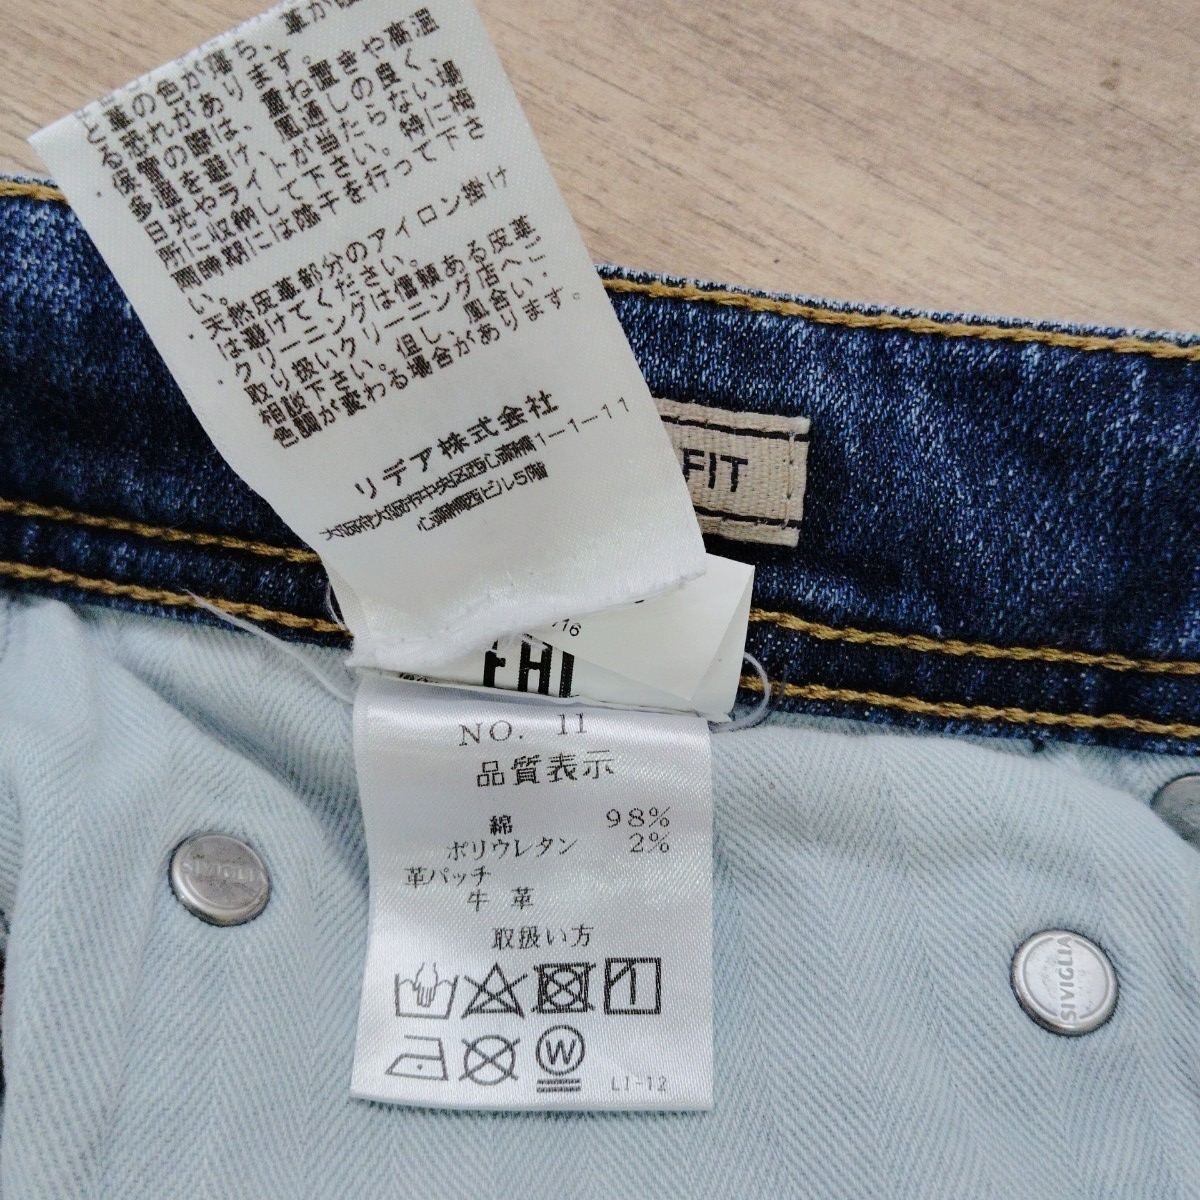 量の色が落ち、革が
とる恐れがあります。
保管の際は、重ね置きや高温
多湿を避け、風通しの良く、
日光やライトが当たらない場
所に収納して下さい。特に梅
雨時期には陰干を行って下さ
い。
・天然皮革部分のアイロン掛け
は避けてください。
・クリーニングは信頼ある皮革
取り扱いクリーニング店へご
相談下さい。但し、風合い、
色調が変わる場合があります。
リデア株式会社
大阪府大阪市中央区西心斎橋1-1-11
心斎橋西ビル5階
FIT
NO. 11
品質表示
綿 98%
ポリウレタン 2%
革パッチ
牛革
取扱い方
W
LI-12
SIVIGLIA
SIVIGLIA